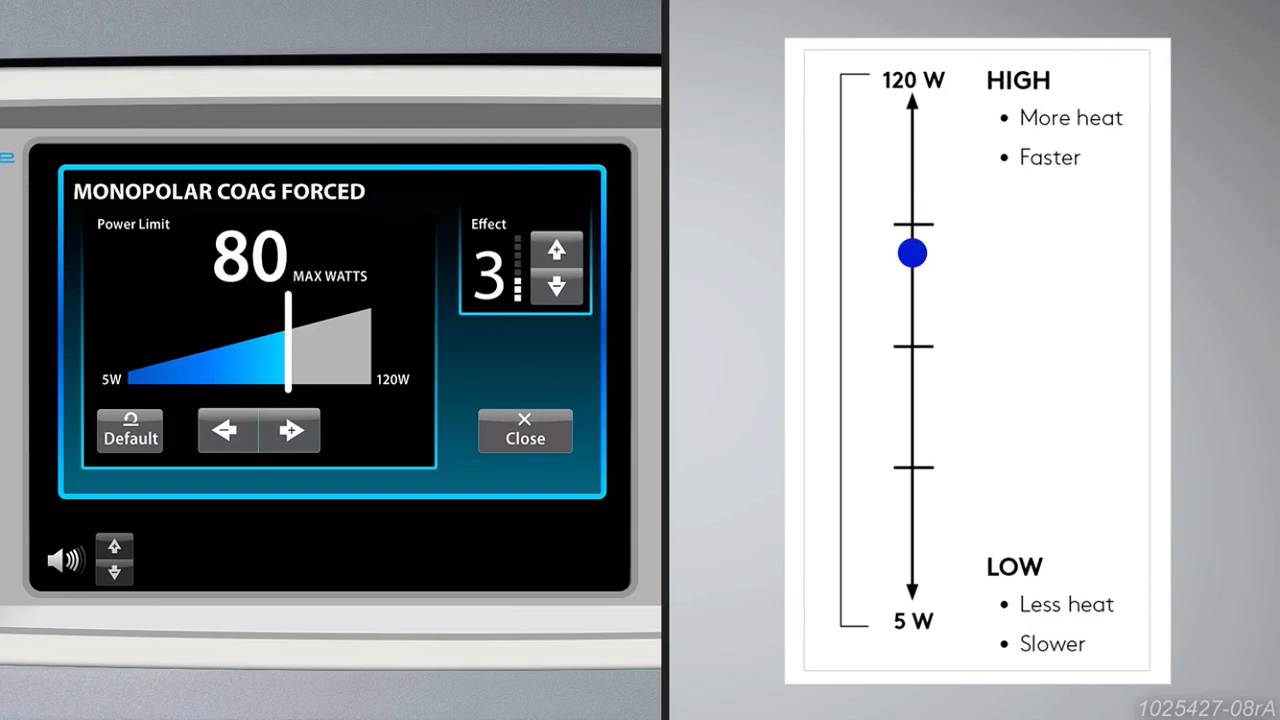 MONOPOLAR COAG FORCED
Power Limit
80 MAX WATTS
5W
120W
Default
Effect
3
Close
120 W
HIGH
• More heat
• Faster
LOW
• Less heat
• Slower
5 W
1025427-08rA